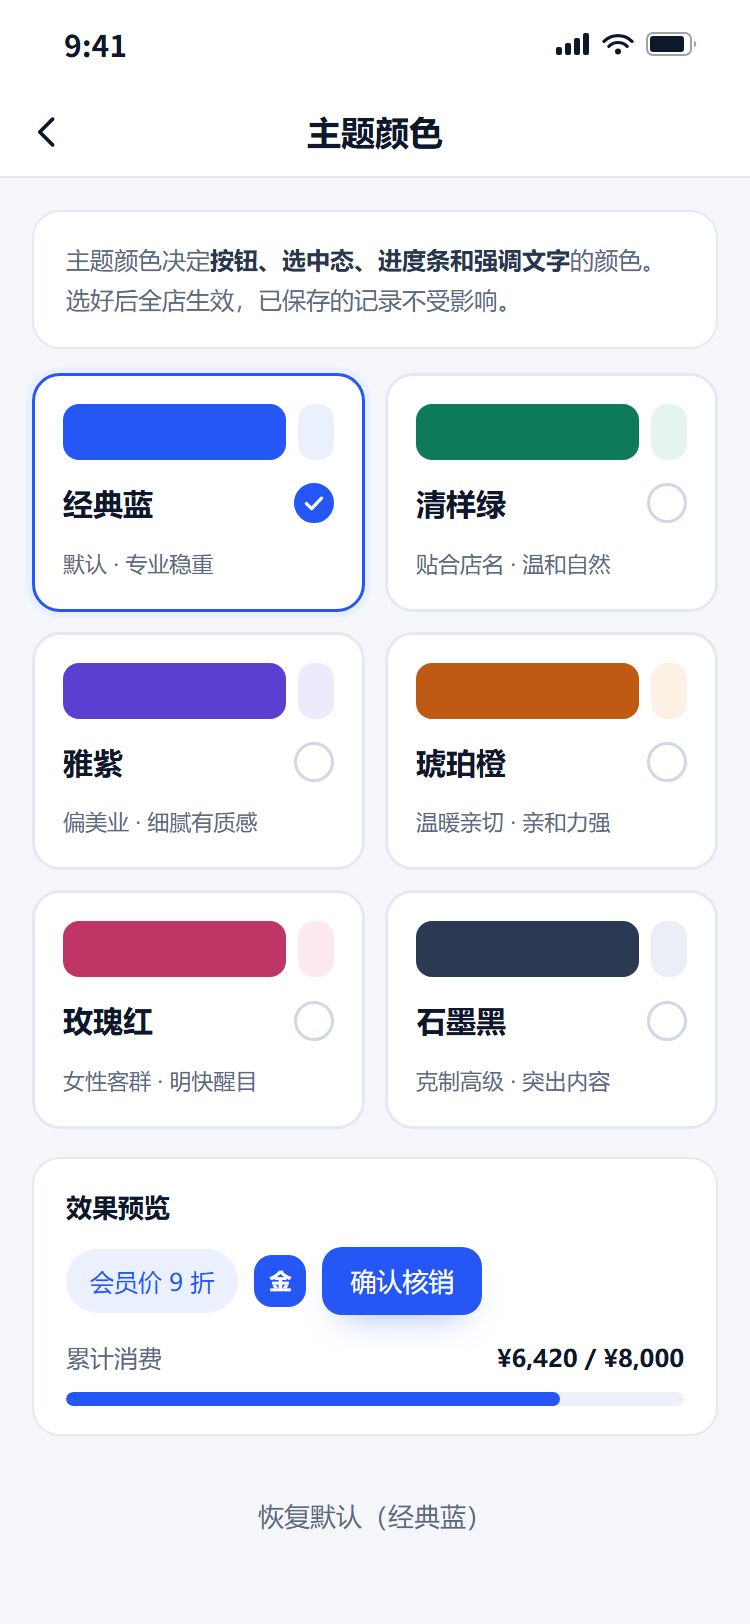 9:41
主题颜色
主题颜色决定按钮、选中态、进度条和强调文字的颜色。
选好后全店生效，已保存的记录不受影响。
经典蓝
默认 · 专业稳重
清样绿
贴合店名 · 温和自然
雅紫
偏美业 · 细腻有质感
琥珀橙
温暖亲切 · 亲和力强
玫瑰红
女性客群 · 明快醒目
石墨黑
克制高级 · 突出内容
效果预览
会员价 9 折
金
确认核销
累计消费
¥6,420 / ¥8,000
恢复默认（经典蓝）